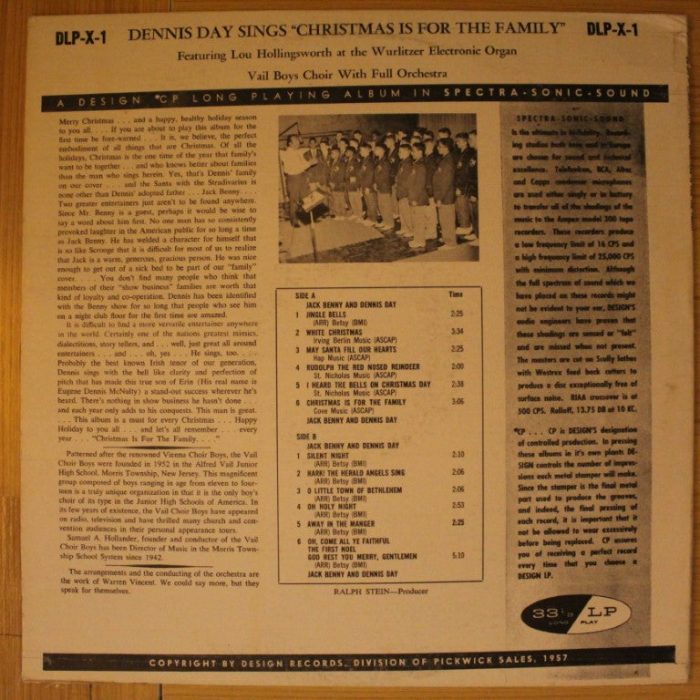 DLP-X-1
DENNIS DAY SINGS "CHRISTMAS IS FOR THE FAMILY"
DLP-X-1
Featuring Lou Hollingsworth at the Wurlitzer Electronic Organ
Vail Boys Choir With Full Orchestra
A DESIGN °CP LONG PLAYING ALBUM IN SPECTRA-SONIC-SOUND
Merry Christmas . . . and a happy, healthy holiday season
to you all. . . . If you are about to play this album for the
first time be fore-warned . . . It is, we believe, the perfect
embodiment of all things that are Christmas. Of all the
holidays, Christmas is the one time of the year that family's
want to be together . . . and who knows better about families
than the man who sings herein. Yes, that's Dennis' family
on our cover . . . and the Santa with the Stradivarius is
none other than Dennis' adopted father . . . Jack Benny. . . .
Two greater entertainers just aren't to be found anywhere.
Since Mr. Benny is a guest, perhaps it would be wise to
say a word about him first. No one man has so consistently
provoked laughter in the American public for so long a time
as Jack Benny. He has welded a character for himself that
is so like Scrooge that it is difficult for most of us to realize
that Jack is a warm, generous, gracious person. He was nice
enough to get out of a sick bed to be part of our "family"
cover. . . . You don't find many people who think that
members of their "show business" families are worth that
kind of loyalty and co-operation. Dennis has been identified
with the Benny show for so long that people who see him
on a night club floor for the first time are amazed.
It is difficult to find a more versatile entertainer anywhere
in the world. Certainly one of the nations greatest mimics,
dialectitions, story tellers, and . . . well, just great all around
entertainers . . . and . . . oh, yes . . . He sings, too. . . .
Probably the best known Irish tenor of our generation,
Dennis sings with the bell like clarity and perfection of
pitch that has made this true son of Erin (His real name is
Eugene Dennis McNalty) a stand-out success wherever he's
heard. There's nothing in show business he hasn't done . . .
and each year only adds to his conquests. This man is great.
. . . This album is a must for every Christmas . . . Happy
Holiday to you all . . . and let's all remember . . . every
year . . . "Christmas Is For The Family. . . ."
Patterned after the renowned Vienna Choir Boys, the Vail
Choir Boys were founded in 1952 in the Alfred Vail Junior
High School, Morris Township, New Jersey. This magnificent
group composed of boys ranging in age from eleven to four-
teen is a truly unique organization in that it is the only boy's
choir of its type in the Junior High Schools of America. In
its few years of existence, the Vail Choir Boys have appeared
on radio, television and have thrilled many church and con-
vention audiences in their personal appearance tours.
Samuel A. Hollander, founder and conductor of the Vail
Choir Boys has been Director of Music in the Morris Town-
ship School System since 1942.
The arrangements and the conducting of the orchestra are
the work of Warren Vincent. We could say more, but they
speak for themselves.
SIDE A Time
JACK BENNY AND DENNIS DAY
1 JINGLE BELLS 2:25
(ARR) Betsy (BMI)
2 WHITE CHRISTMAS 3:34
Irving Berlin Music (ASCAP)
3 MAY SANTA FILL OUR HEARTS 2:25
Hap Music (ASCAP)
4 RUDOLPH THE RED NOSED REINDEER 2:00
St. Nicholas Music (ASCAP)
5 I HEARD THE BELLS ON CHRISTMAS DAY 2:38
St. Nicholas Music (ASCAP)
6 CHRISTMAS IS FOR THE FAMILY 3:05
Cove Music (ASCAP)
JACK BENNY AND DENNIS DAY
SIDE B
JACK BENNY AND DENNIS DAY
1 SILENT NIGHT 2:10
(ARR) Betsy (BMI)
2 HARK! THE HERALD ANGELS SING 2:06
(ARR) Betsy (BMI)
3 O LITTLE TOWN OF BETHLEHEM 2:06
(ARR) Betsy (BMI)
4 OH HOLY NIGHT 2:53
(ARR) Betsy (BMI)
5 AWAY IN THE MANGER 2:25
(ARR) Betsy (BMI)
6 OH, COME ALL YE FAITHFUL
THE FIRST NOEL
GOD REST YOU MERRY, GENTLEMEN 5:10
(ARR) Betsy (BMI)
JACK BENNY AND DENNIS DAY
RALPH STEIN—Producer
SPECTRA-SONIC-SOUND
is the ultimate in hi-fidelity. Record-
ing studios both here and in Europe
are chosen for sound and technical
excellence. Telefunken, RCA, Altec
and Capps condenser microphones
are used either singly or in battery
to transfer all of the shadings of the
music to the Ampex model 300 tape
recorders. These recorders produce
a low frequency limit of 16 CPS and
a high frequency limit of 25,000 CPS
with minimum distortion. Although
the full spectrum of sound which we
have placed on these records might
not be evident to your ear, DESIGN'S
audio engineers have proven that
these shadings are sensed or "felt"
and are missed when not present.
The masters are cut on Scully lathes
with Westrex feed back cutters to
produce a disc exceptionally free of
surface noise. RIAA crossover is at
500 CPS. Rolloff, 13.75 DB at 10 KC.
°CP . . . CP is DESIGN'S designation
of controlled production. In pressing
these albums in it's own plants DE-
SIGN controls the number of impres-
sions each metal stamper will make.
Since the stamper is the final metal
part used to produce the grooves,
and indeed, the final pressing of
each record, it is important that it
not be allowed to wear excessively
before being replaced. CP assures
you of receiving a perfect record
every time that you choose a
DESIGN LP.
33⅓ LP
LONG PLAY
COPYRIGHT BY DESIGN RECORDS, DIVISION OF PICKWICK SALES, 1957